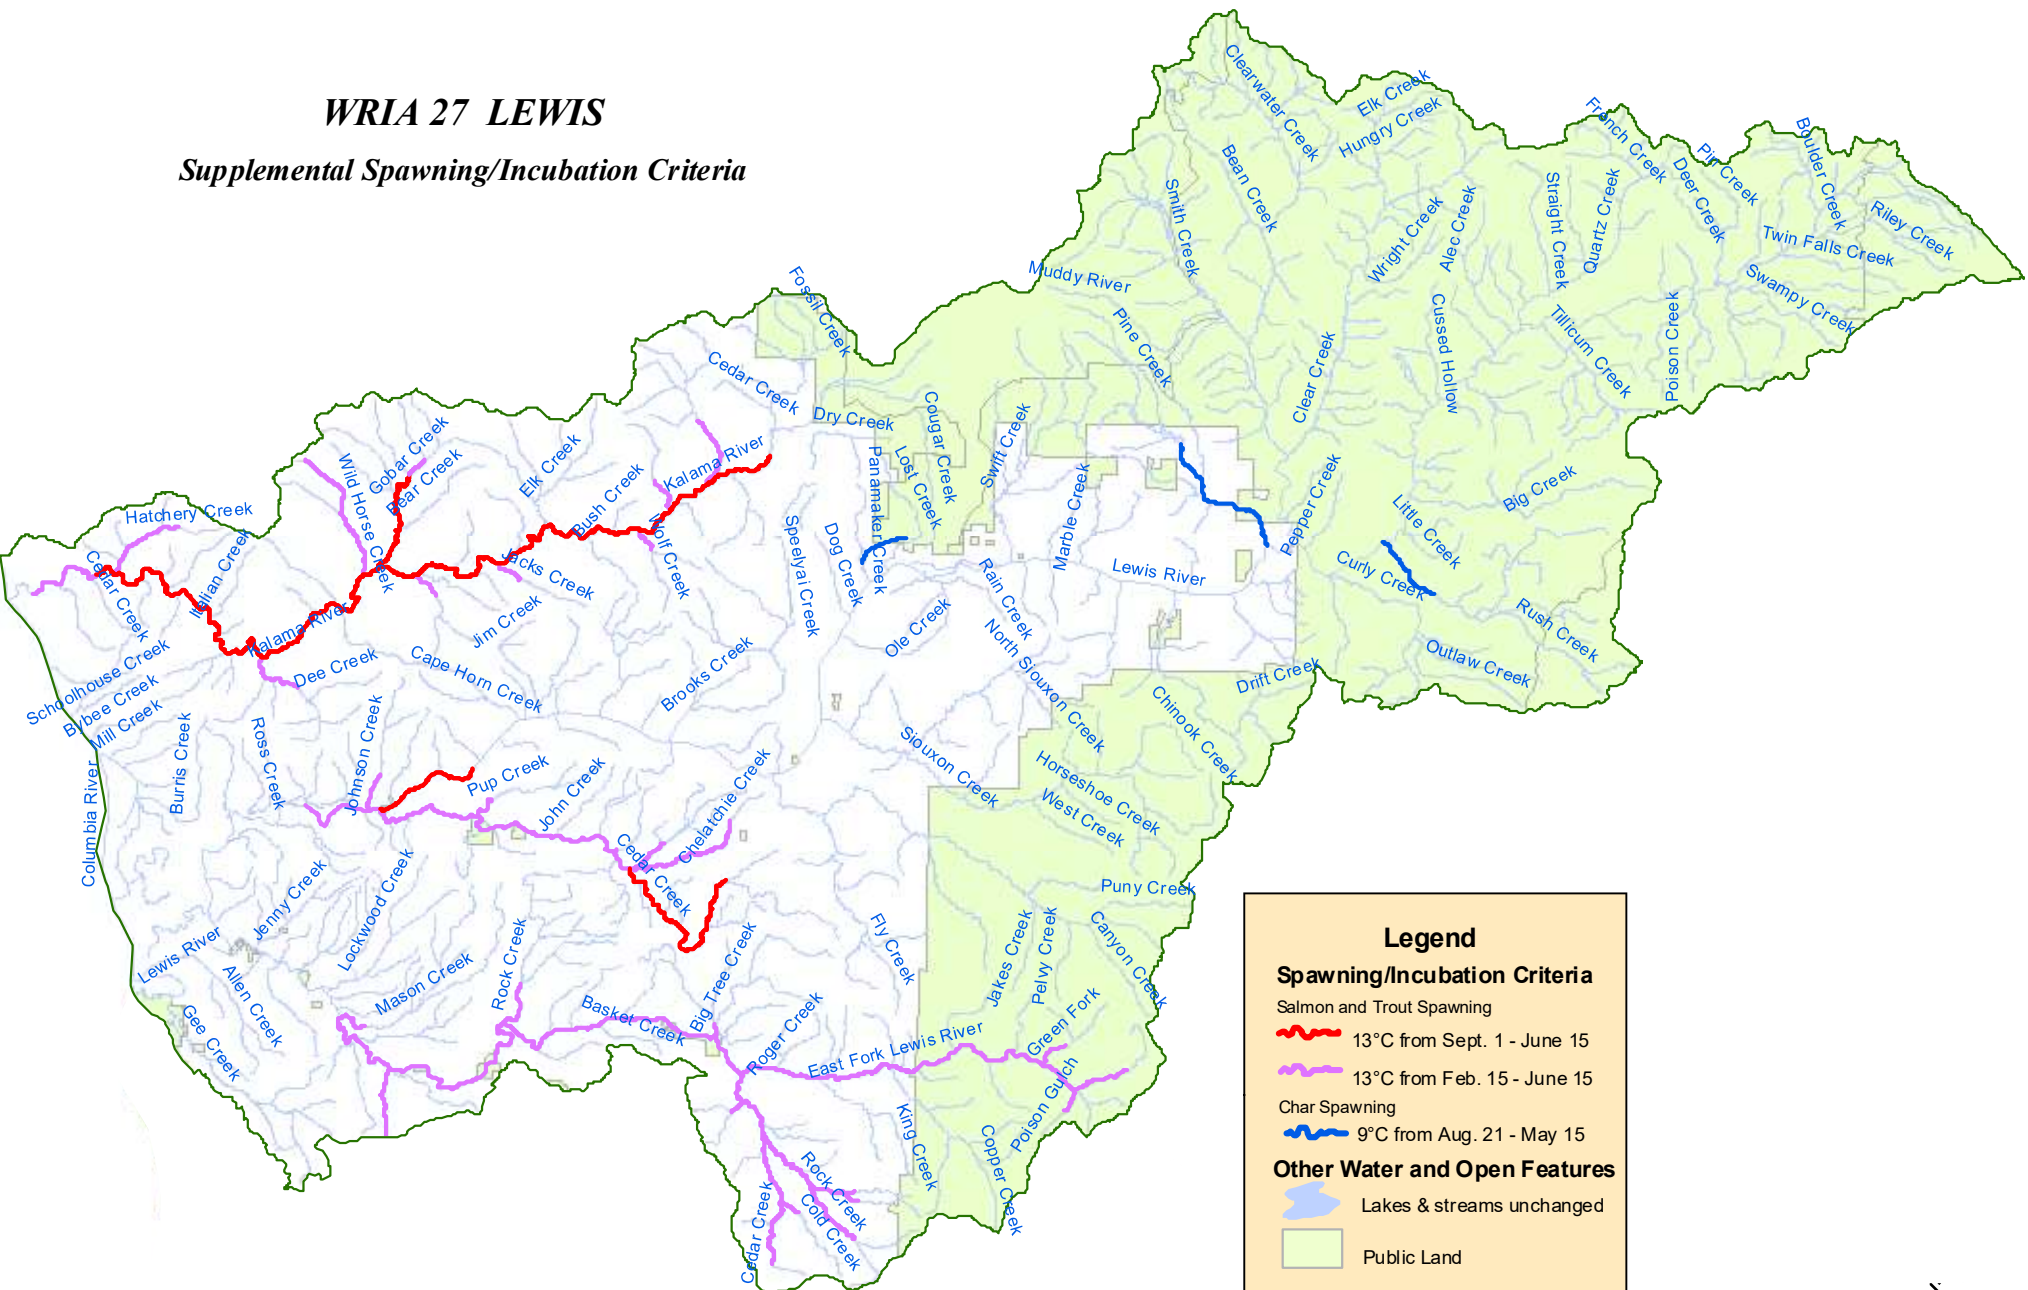 WRIA 27 LEWIS
Supplemental Spawning/Incubation Criteria
Clearwater Creek
Elk Creek
Hungry Creek
French Creek
Pin Creek
Boulder Creek
Bean Creek
Smith Creek
Deer Creek
Riley Creek
Twin Falls Creek
Straight Creek
Quartz Creek
Wright Creek
Alec Creek
Swampy Creek
Muddy River
Fossil Creek
Pine Creek
Clear Creek
Cussed Hollow
Tillicum Creek
Poison Creek
Cedar Creek
Dry Creek
Cougar Creek
Swift Creek
Lost Creek
Panamaker Creek
Marble Creek
Pepper Creek
Little Creek
Big Creek
Gobar Creek
Bear Creek
Wild Horse Creek
Elk Creek
Bush Creek
Kalama River
Wolf Creek
Hatchery Creek
Cedar Creek
Italian Creek
Jacks Creek
Speelyai Creek
Dog Creek
Lewis River
Curly Creek
Rain Creek
Rush Creek
Kalama River
Jim Creek
Ole Creek
North Siouxon Creek
Outlaw Creek
Schoolhouse Creek
Bybee Creek
Mill Creek
Dee Creek
Cape Horn Creek
Brooks Creek
Drift Creek
Chinook Creek
Burris Creek
Ross Creek
Johnson Creek
Pup Creek
John Creek
Chelatchie Creek
Siouxon Creek
Horseshoe Creek
West Creek
Columbia River
Cedar Creek
Puny Creek
Jenny Creek
Lockwood Creek
Lewis River
Allen Creek
Gee Creek
Mason Creek
Rock Creek
Basket Creek
Big Tree Creek
Roger Creek
Fly Creek
Jakes Creek
Pelvy Creek
Canyon Creek
Green Fork
East Fork Lewis River
Poison Gulch
King Creek
Copper Creek
Rock Creek
Cold Creek
Cedar Creek
Legend
Spawning/Incubation Criteria
Salmon and Trout Spawning
13°C from Sept. 1 - June 15
13°C from Feb. 15 - June 15
Char Spawning
9°C from Aug. 21 - May 15
Other Water and Open Features
Lakes & streams unchanged
Public Land